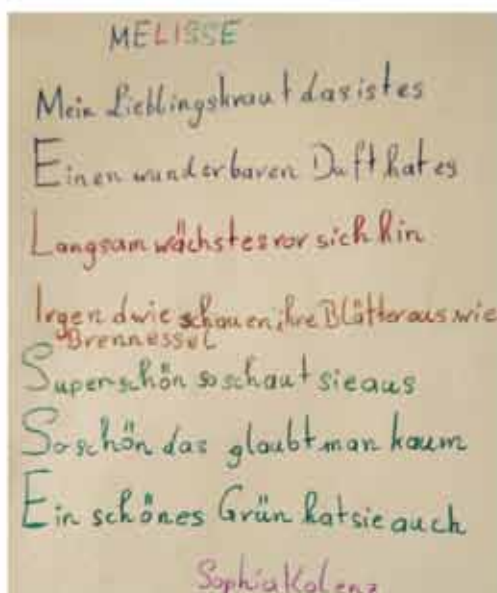 MELISSE
Mein Lieblingskraut das ist es
Einen wunderbaren Duft hat es
Langsam wächst es vor sich hin
Irgendwie schauen, ihre Blätter aus wie
Brennessel
Superschön so schaut sie aus
So schön das glaubt man kaum
Ein schönes Grün hat sie auch
Sophia Kolenz